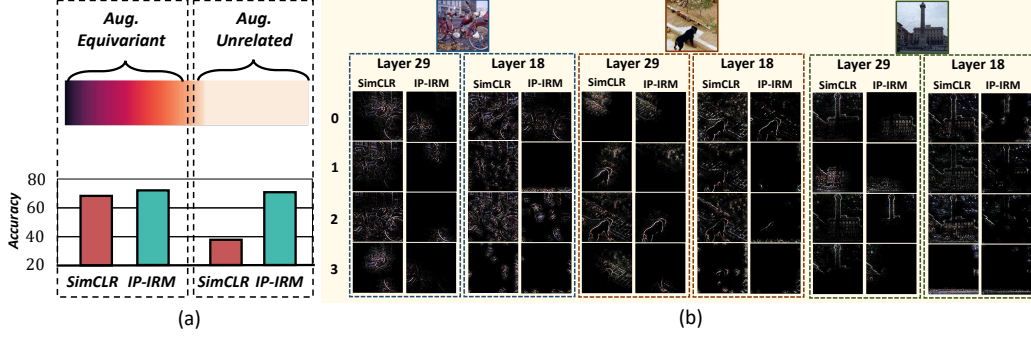 Aug.
Equivariant
Aug.
Unrelated
Accuracy
80
60
40
20
SimCLR IP-IRM SimCLR IP-IRM
(a)
Layer 29 Layer 18 Layer 29 Layer 18 Layer 29 Layer 18
SimCLR IP-IRM SimCLR IP-IRM SimCLR IP-IRM SimCLR IP-IRM SimCLR IP-IRM SimCLR IP-IRM
0
1
2
3
(b)